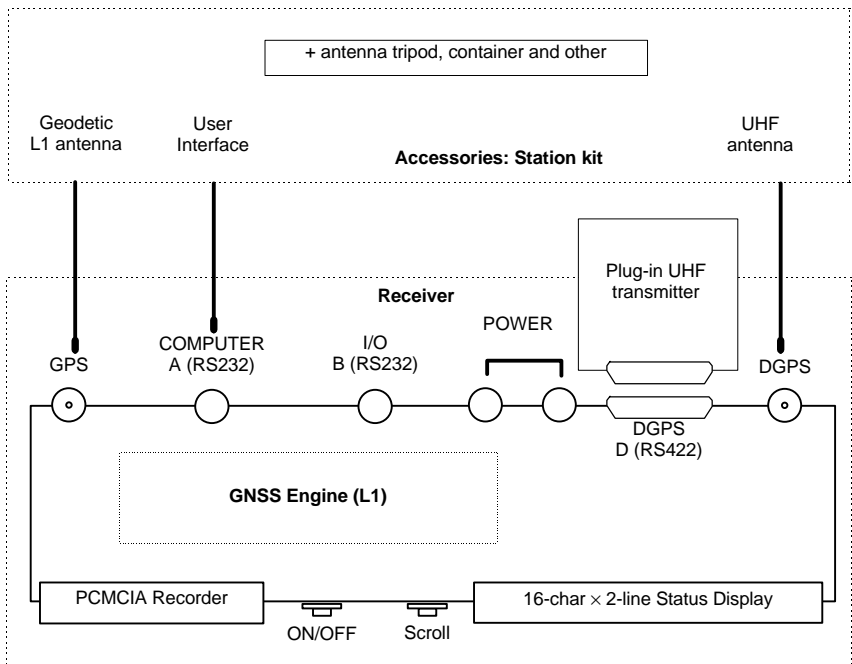 + antenna tripod, container and other
Geodetic
L1 antenna
User
Interface
UHF
antenna
Accessories: Station kit
Plug-in UHF
transmitter
Receiver
POWER
GPS
COMPUTER
A (RS232)
I/O
B (RS232)
DGPS
DGPS
D (RS422)
GNSS Engine (L1)
PCMCIA Recorder
16-char × 2-line Status Display
ON/OFF
Scroll